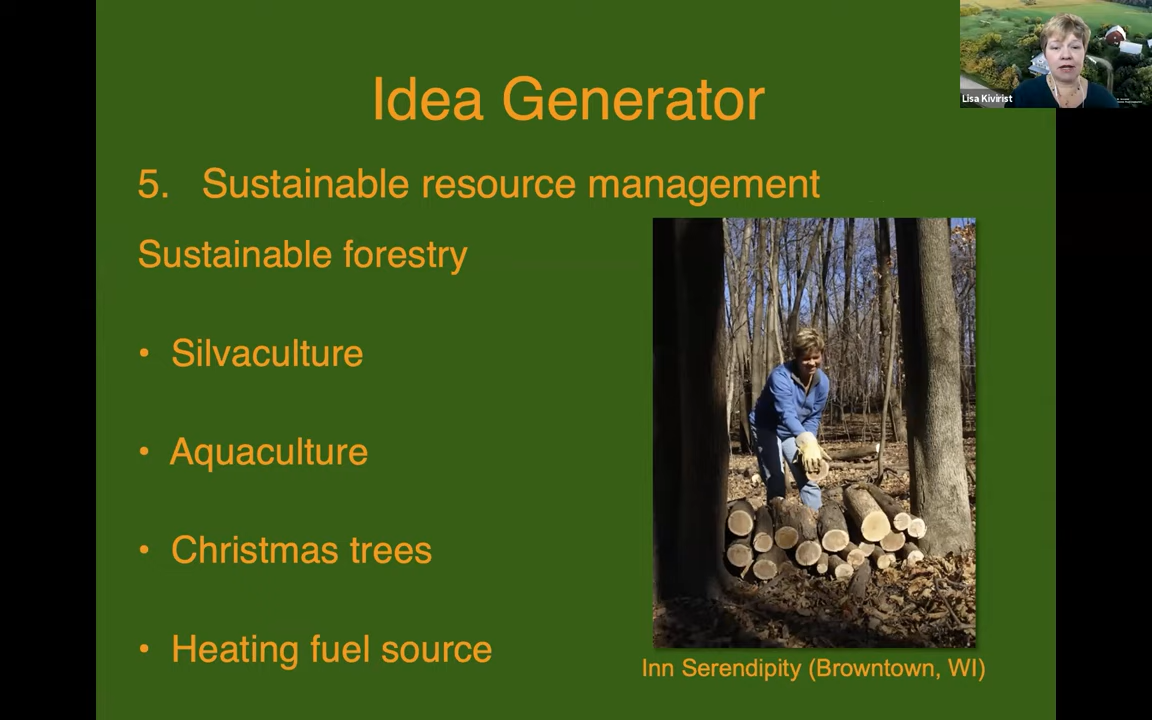 Idea Generator
5. Sustainable resource management
Sustainable forestry
• Silvaculture
• Aquaculture
• Christmas trees
• Heating fuel source
Inn Serendipity (Browntown, WI)
Lisa Kivirist